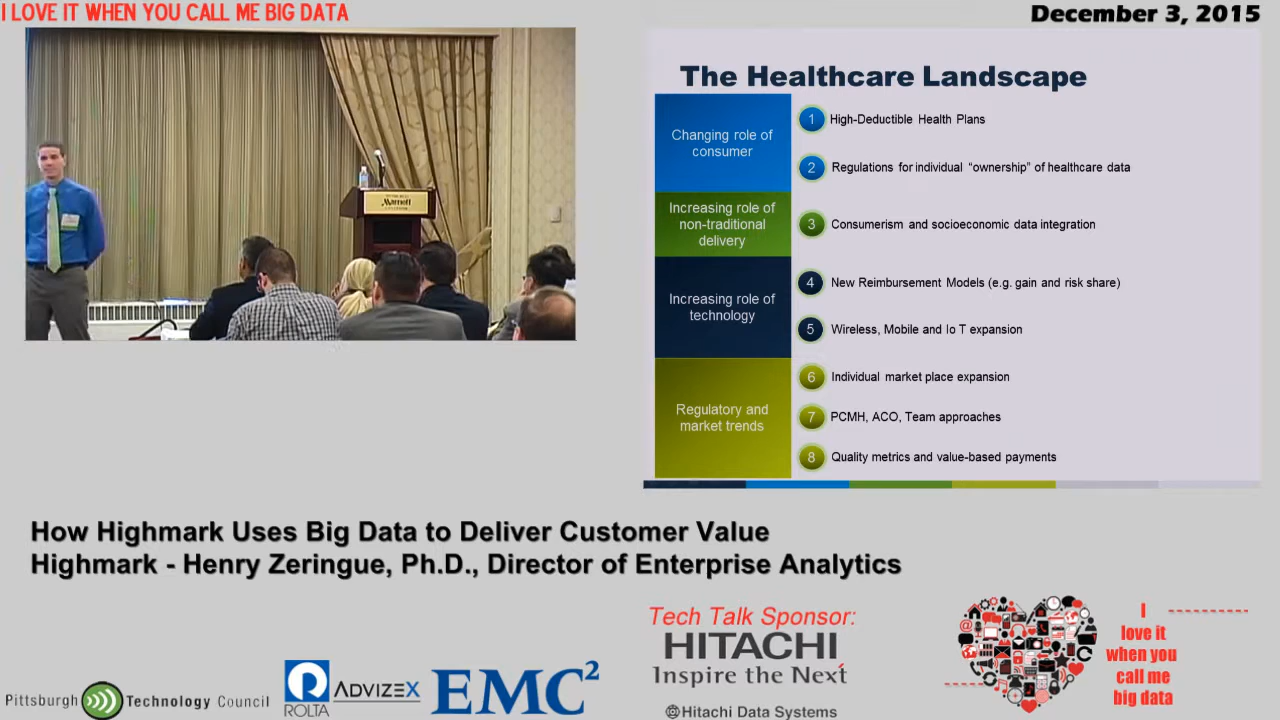 I LOVE IT WHEN YOU CALL ME BIG DATA
December 3, 2015
Marriott
The Healthcare Landscape
Changing role of
consumer
1 High-Deductible Health Plans
2 Regulations for individual “ownership” of healthcare data
Increasing role of
non-traditional
delivery
3 Consumerism and socioeconomic data integration
Increasing role of
technology
4 New Reimbursement Models (e.g. gain and risk share)
5 Wireless, Mobile and Io T expansion
Regulatory and
market trends
6 Individual market place expansion
7 PCMH, ACO, Team approaches
8 Quality metrics and value-based payments
How Highmark Uses Big Data to Deliver Customer Value
Highmark - Henry Zeringue, Ph.D., Director of Enterprise Analytics
Pittsburgh Technology Council
ROLTA
ADVIZEX
EMC²
Tech Talk Sponsor:
HITACHI
Inspire the Next
Hitachi Data Systems
I
love it
when you
call me
big data